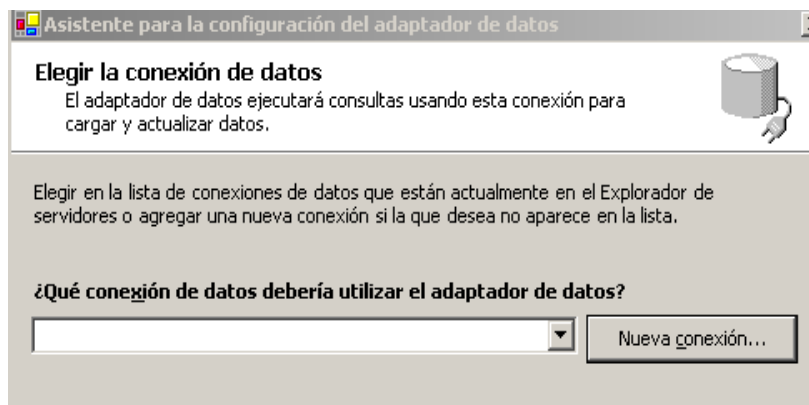 Asistente para la configuración del adaptador de datos
Elegir la conexión de datos
El adaptador de datos ejecutará consultas usando esta conexión para
cargar y actualizar datos.
Elegir en la lista de conexiones de datos que están actualmente en el Explorador de
servidores o agregar una nueva conexión si la que desea no aparece en la lista.
¿Qué conexión de datos debería utilizar el adaptador de datos?
Nueva conexión...